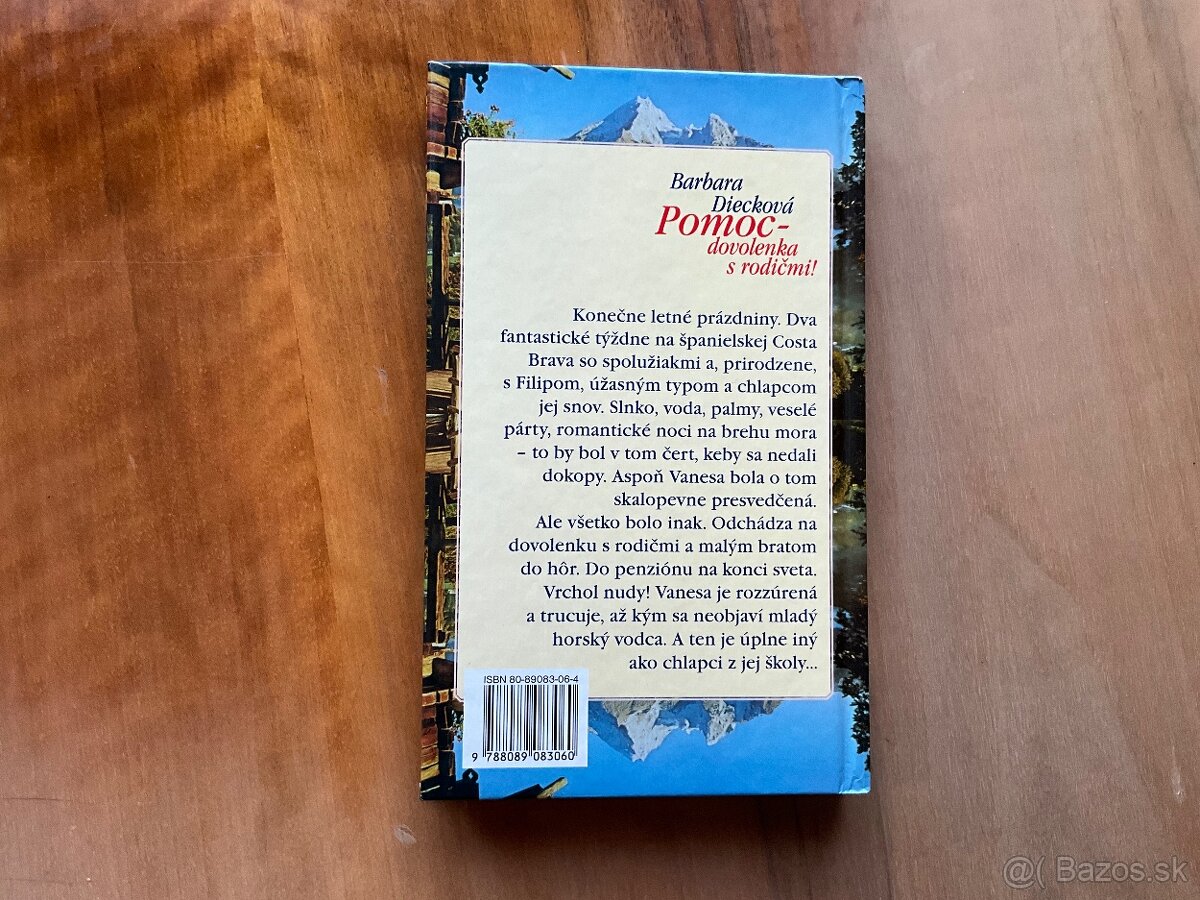 Barbara
Diecková
Pomoc-
dovolenka
s rodičmi!
Konečne letné prázdniny. Dva
fantastické týždne na španielskej Costa
Brava so spolužiakmi a, prirodzene,
s Filipom, úžasným typom a chlapcom
jej snov. Slnko, voda, palmy, veselé
párty, romantické noci na brehu mora
– to by bol v tom čert, keby sa nedali
dokopy. Aspoň Vanesa bola o tom
skalopevne presvedčená.
Ale všetko bolo inak. Odchádza na
dovolenku s rodičmi a malým bratom
do hôr. Do penziónu na konci sveta.
Vrchol nudy! Vanesa je rozzúrená
a trucuje, až kým sa neobjaví mladý
horský vodca. A ten je úplne iný
ako chlapci z jej školy...
ISBN 80-89083-06-4
9 788089 083060
@( Bazos.sk